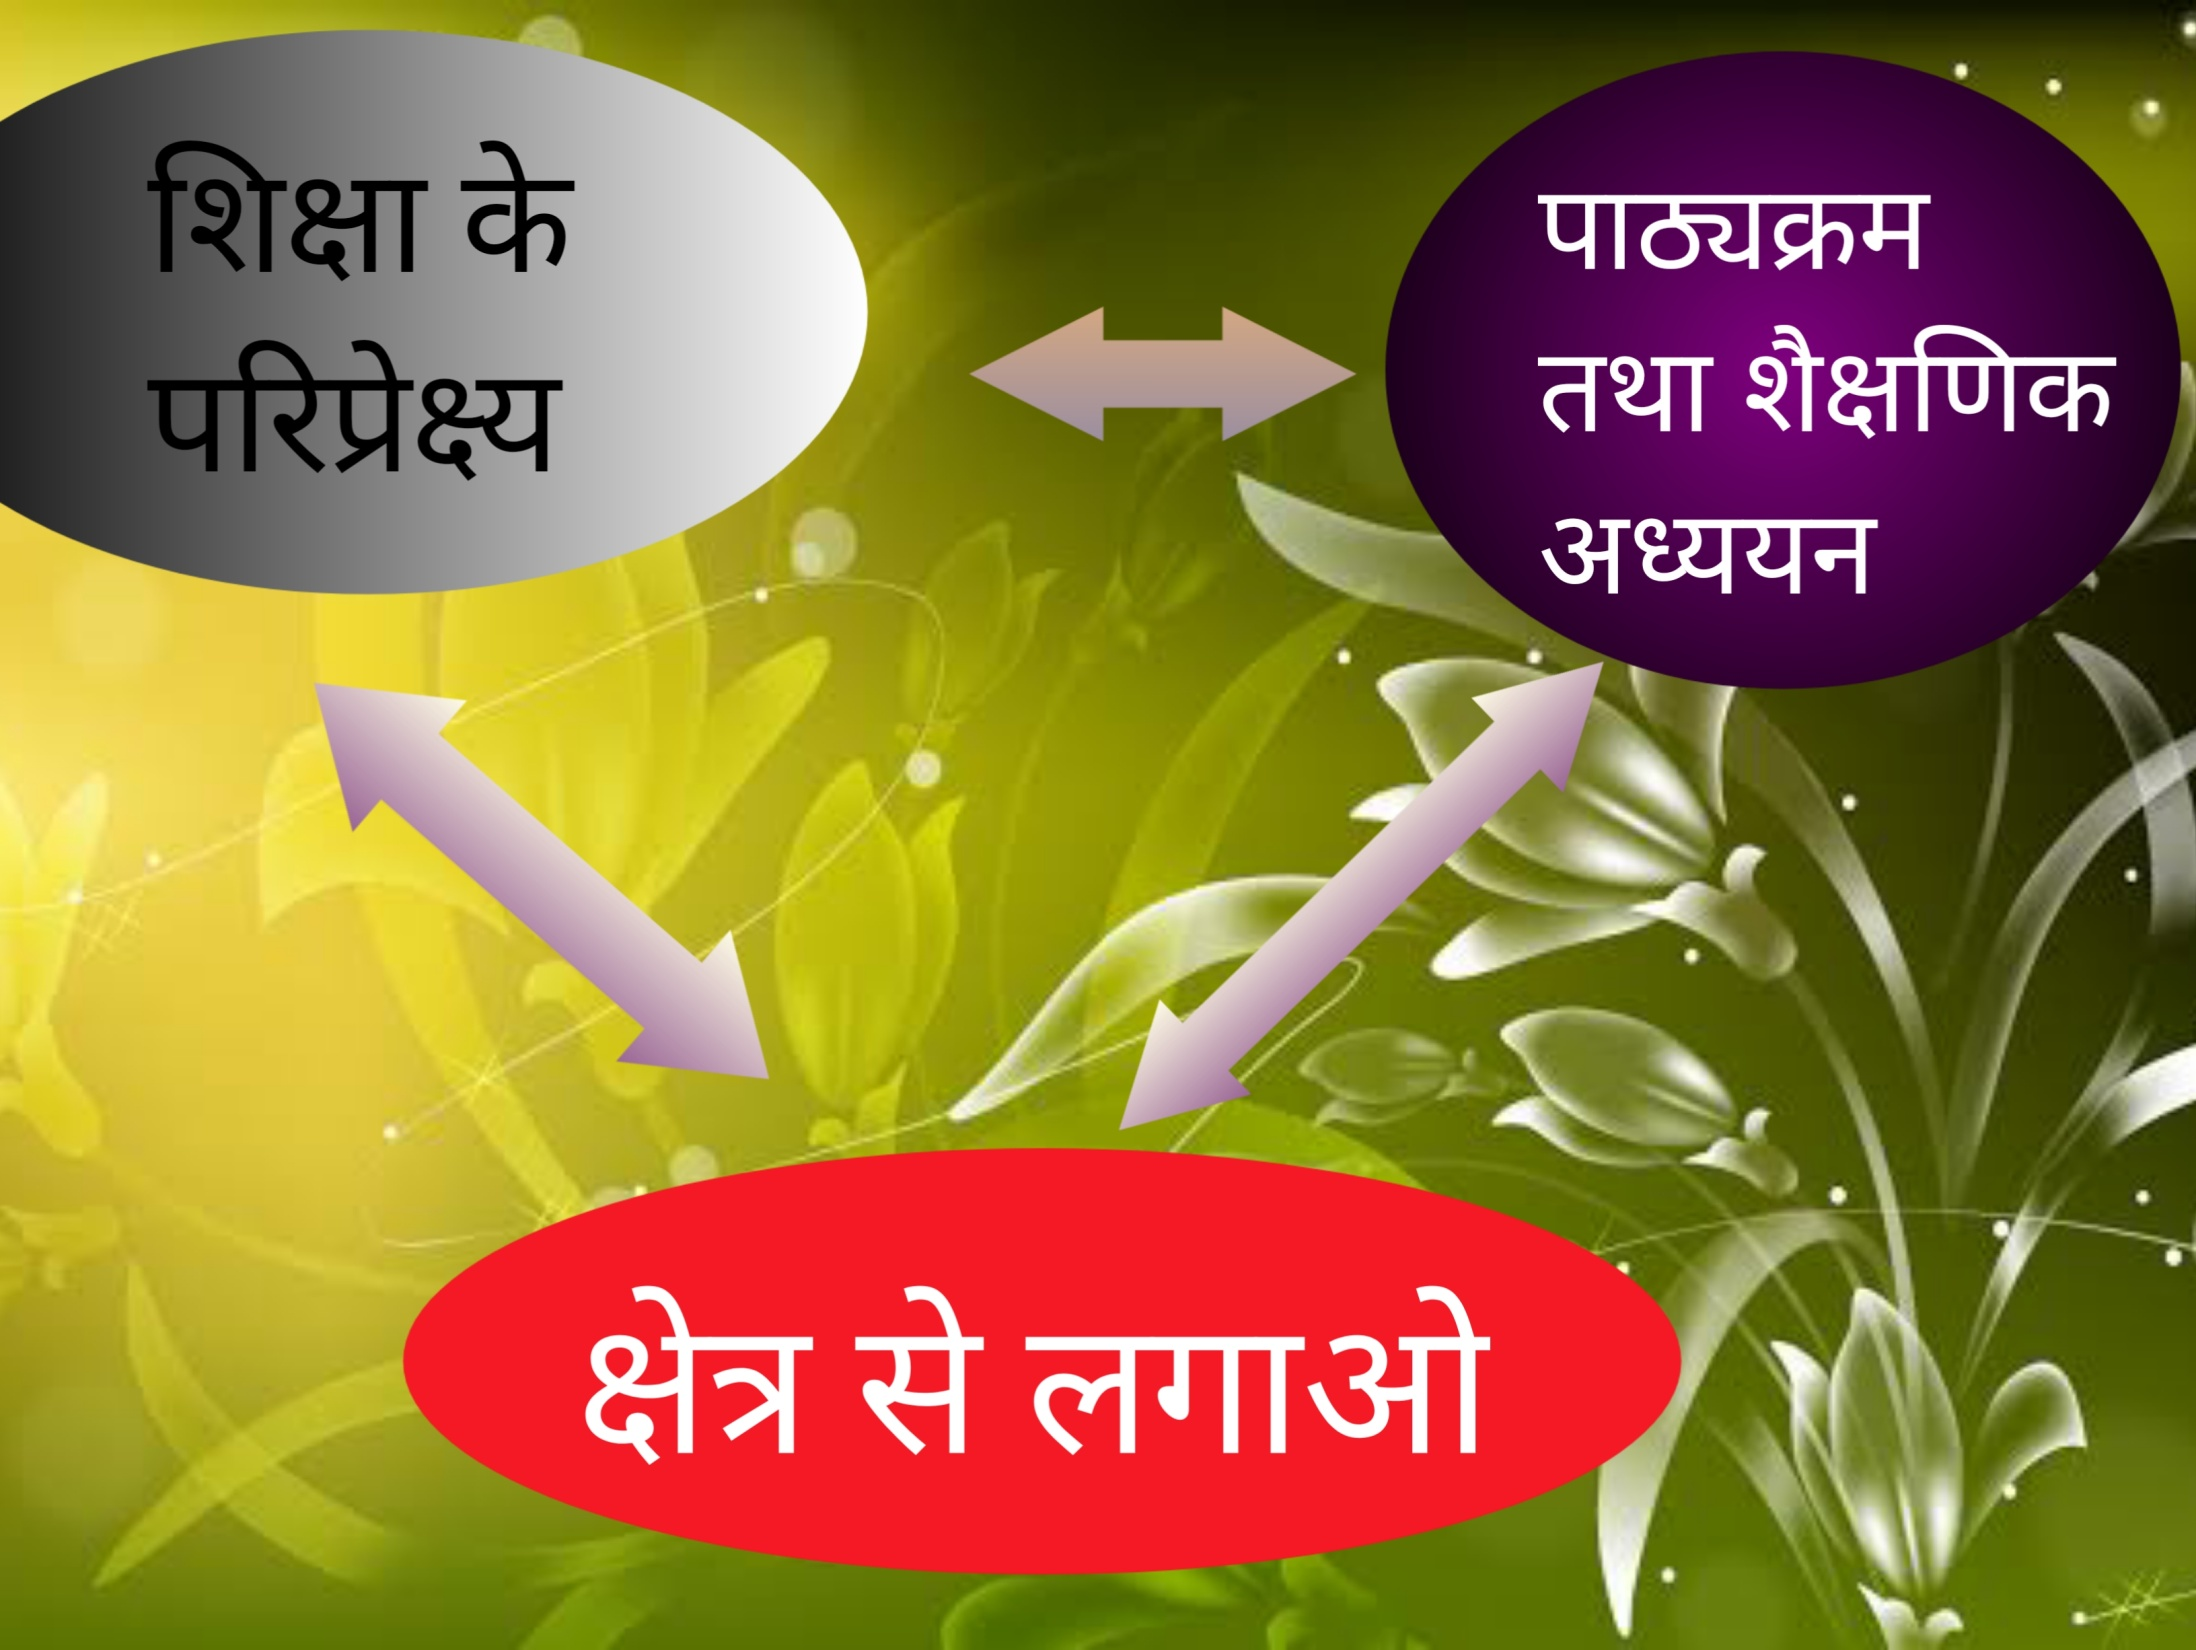 शिक्षा के
परिप्रेक्ष्य
पाठ्यक्रम
तथा शैक्षणिक
अध्ययन
क्षेत्र से लगाओ